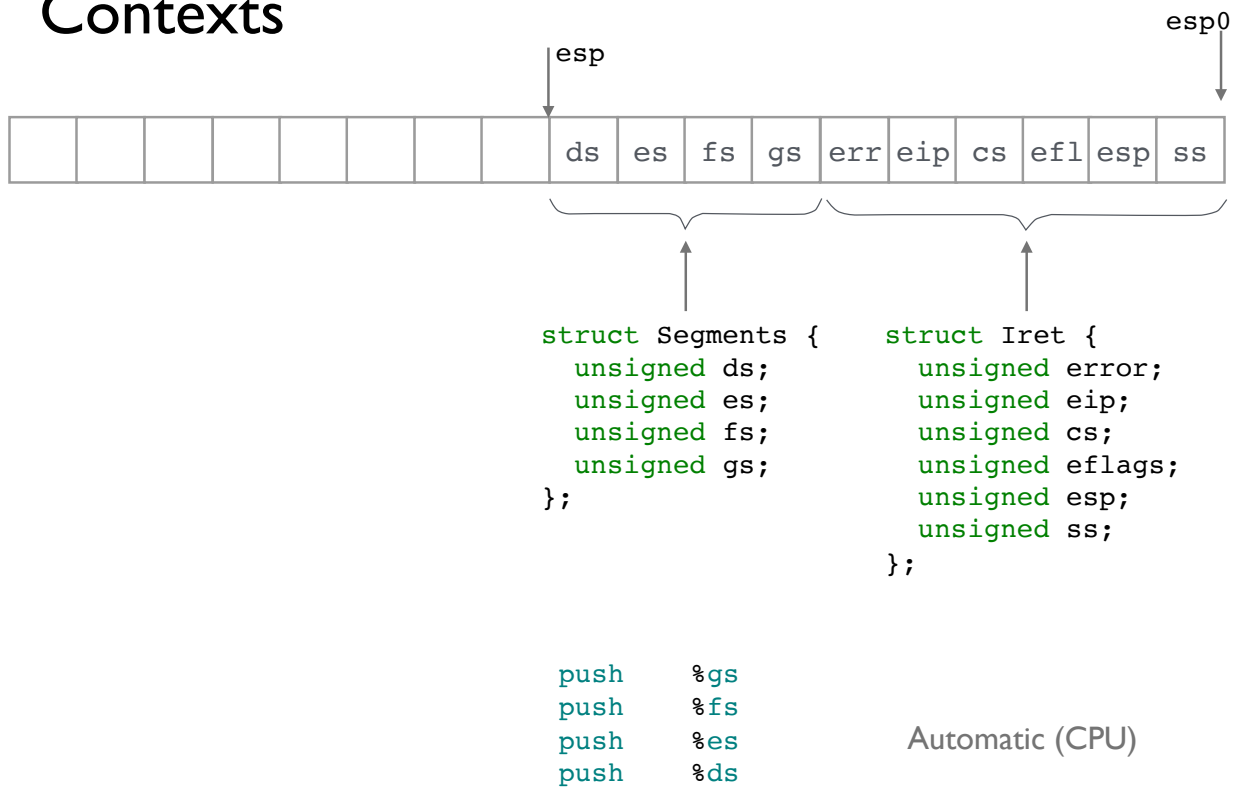 Contexts
esp0
esp
ds es fs gs err eip cs efl esp ss
struct Segments {
unsigned ds;
unsigned es;
unsigned fs;
unsigned gs;
};
struct Iret {
unsigned error;
unsigned eip;
unsigned cs;
unsigned eflags;
unsigned esp;
unsigned ss;
};
push %gs
push %fs
push %es
push %ds
Automatic (CPU)